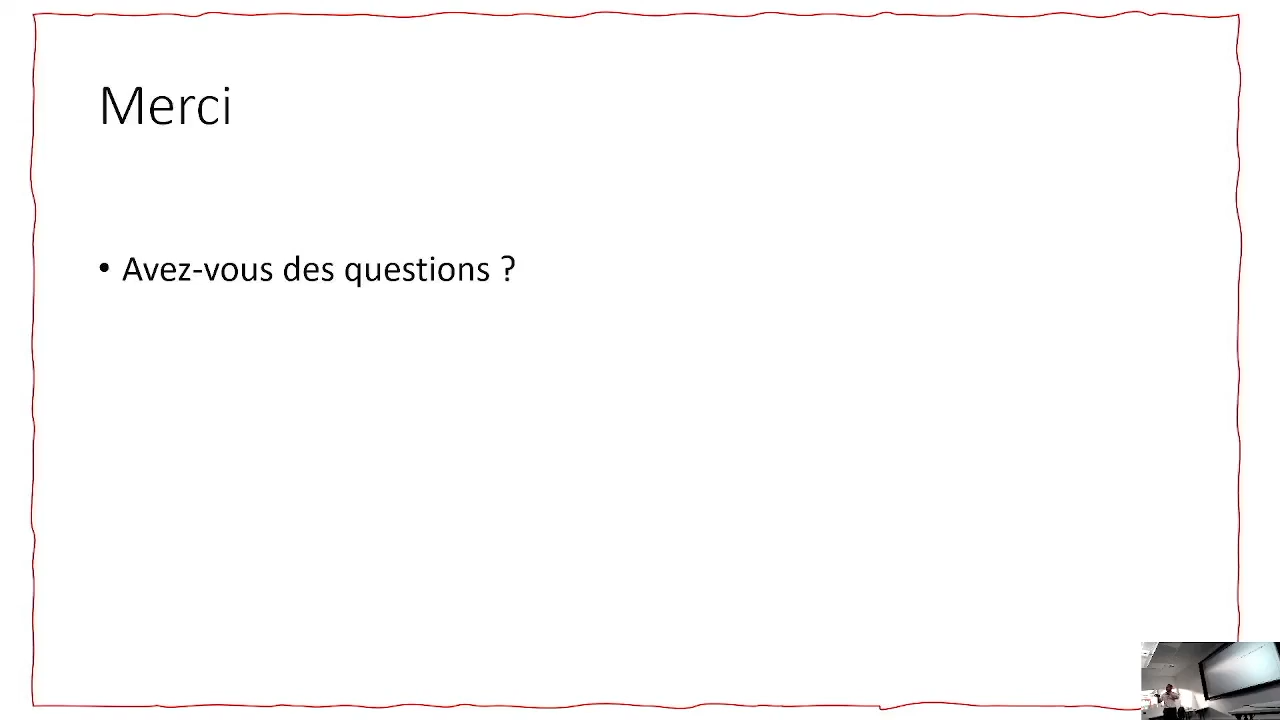 Merci
• Avez-vous des questions ?